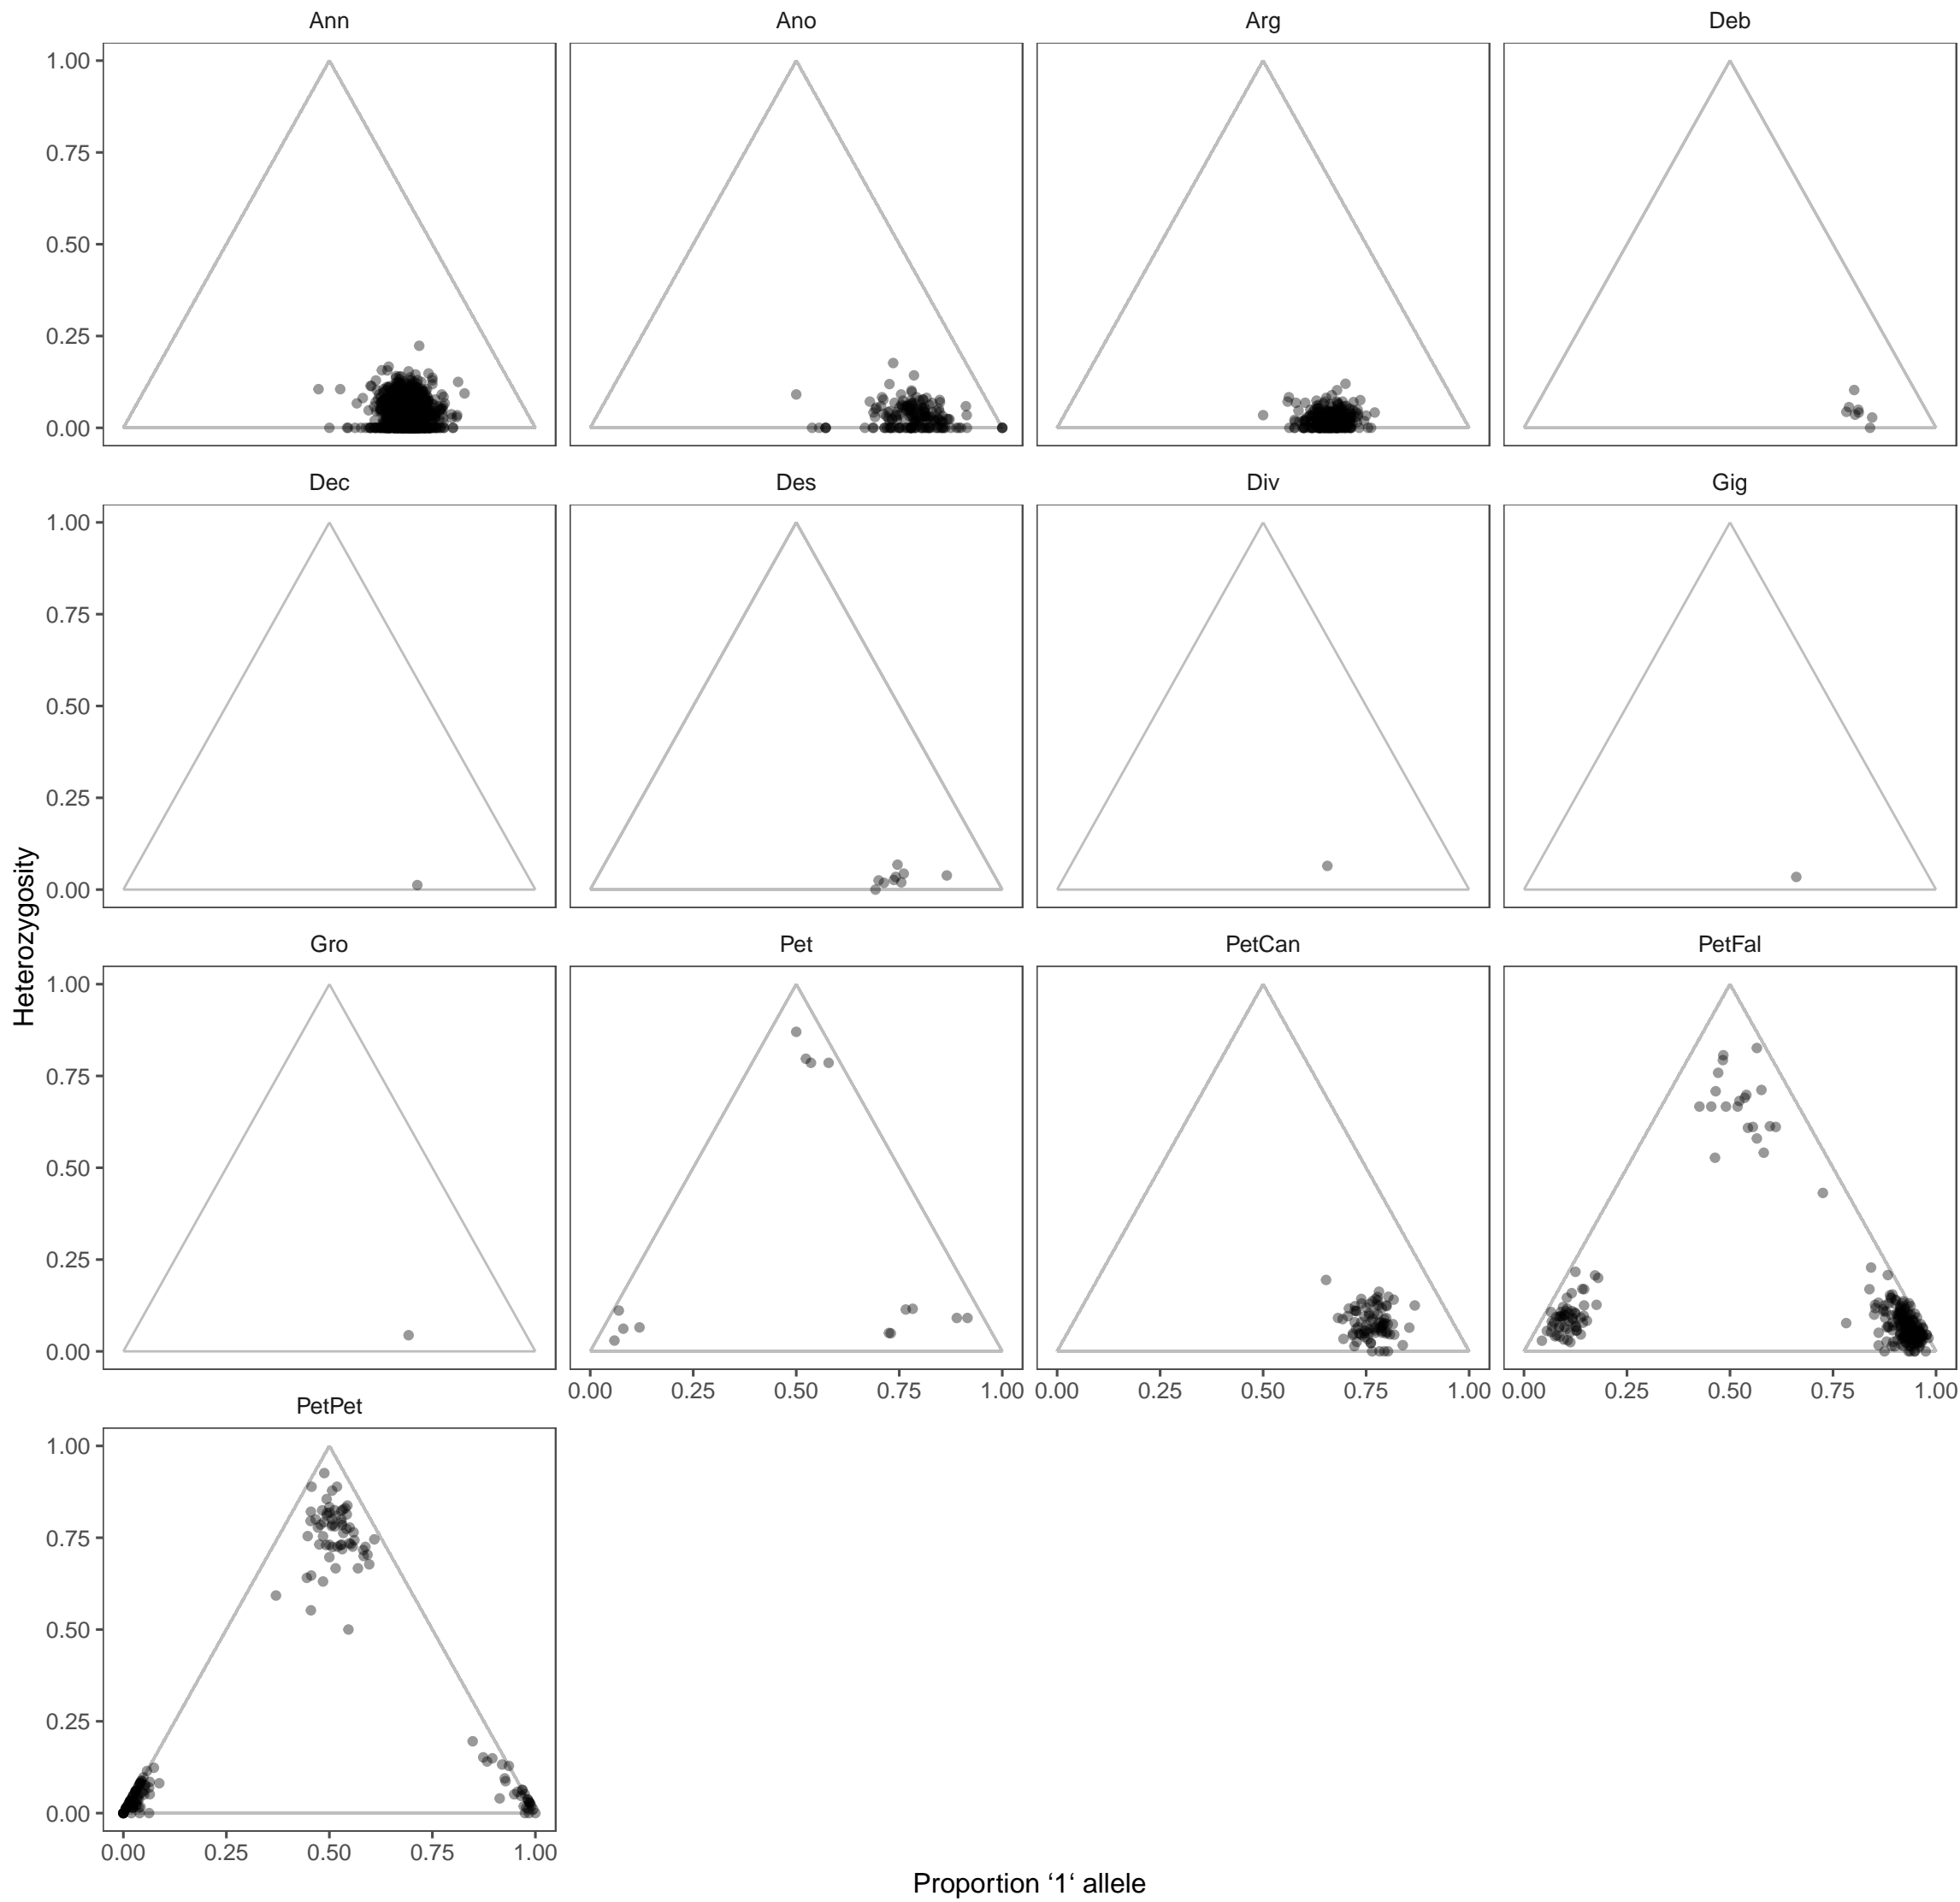 Ann Ano Arg Deb
1.00
0.75
0.50
0.25
0.00
Dec Des Div Gig
1.00
0.75
0.50
0.25
0.00
Heterozygosity
Gro Pet PetCan PetFal
1.00
0.75
0.50
0.25
0.00
0.00 0.25 0.50 0.75 1.00 0.00 0.25 0.50 0.75 1.00 0.00 0.25 0.50 0.75 1.00
PetPet
1.00
0.75
0.50
0.25
0.00
0.00 0.25 0.50 0.75 1.00
Proportion ‘1‘ allele